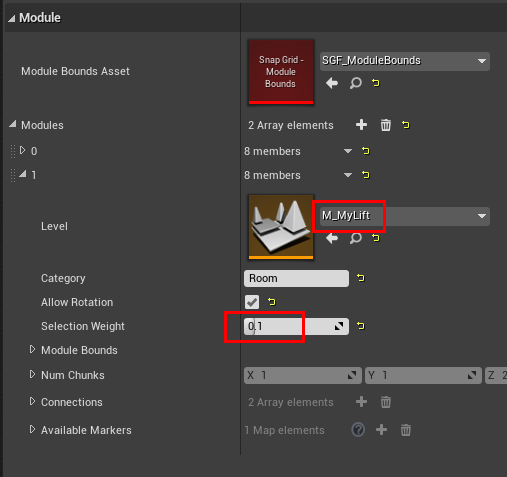 Module
Module Bounds Asset
Snap Grid -
Module
Bounds
SGF_ModuleBounds
Modules
2 Array elements
0
8 members
1
8 members
Level
M_MyLift
Category
Room
Allow Rotation
Selection Weight
0.1
Module Bounds
Num Chunks
X 1
Y 1
Z 2
Connections
2 Array elements
Available Markers
1 Map elements